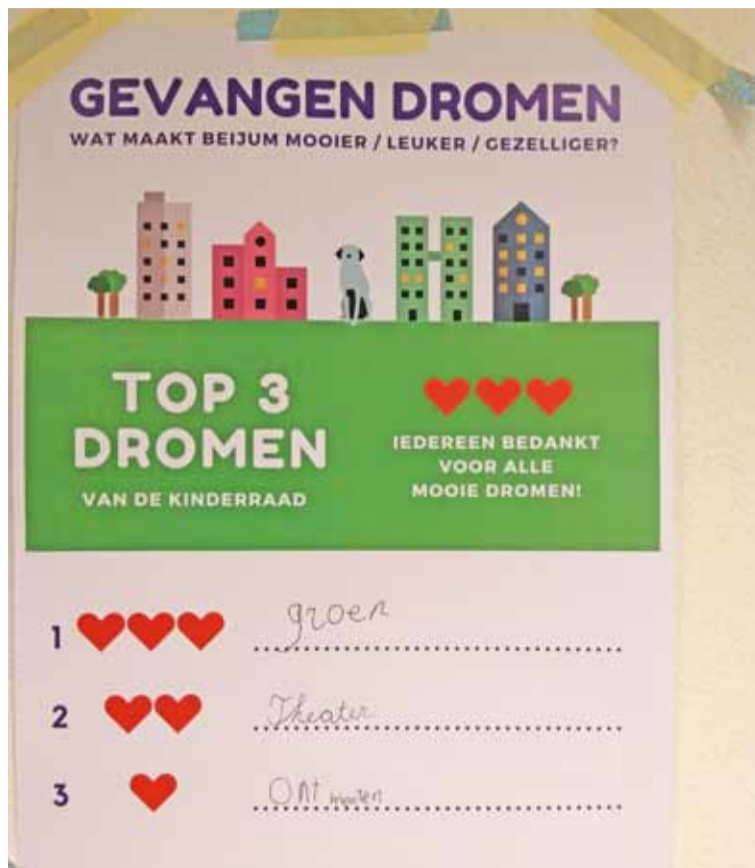 GEVANGEN DROMEN
WAT MAAKT BEIJUM MOOIER / LEUKER / GEZELLIGER?
TOP 3
DROMEN
VAN DE KINDERRAAD
IEDEREEN BEDANKT
VOOR ALLE
MOOIE DROMEN!
1 groen
2 Theater
3 Ontmoeten